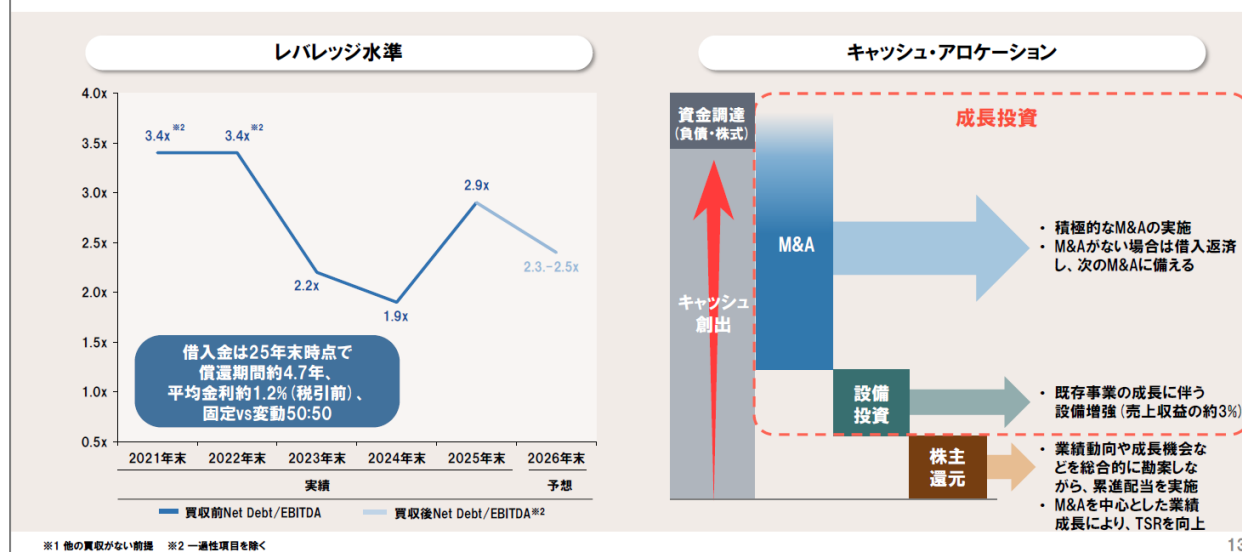 レバレッジ水準
4.0x
3.5x
3.0x
2.5x
2.0x
1.5x
1.0x
0.5x
3.4x※2
3.4x※2
2.2x
1.9x
2.9x
2.3.-2.5x
借入金は25年末時点で
償還期間約4.7年、
平均金利約1.2%(税引前)、
固定vs変動50:50
2021年末 2022年末 2023年末 2024年末 2025年末 2026年末
実績 予想
買収前Net Debt/EBITDA 買収後Net Debt/EBITDA※2
キャッシュ・アロケーション
資金調達
(負債・株式)
キャッシュ
創出
成長投資
M&A
・ 積極的なM&Aの実施
・ M&Aがない場合は借入返済
し、次のM&Aに備える
設備
投資
・ 既存事業の成長に伴う
設備増強(売上収益の約3%)
株主
還元
・ 業績動向や成長機会な
どを総合的に勘案しな
がら、累進配当を実施
・ M&Aを中心とした業績
成長により、TSRを向上
※1 他の買収がない前提 ※2 一過性項目を除く
13